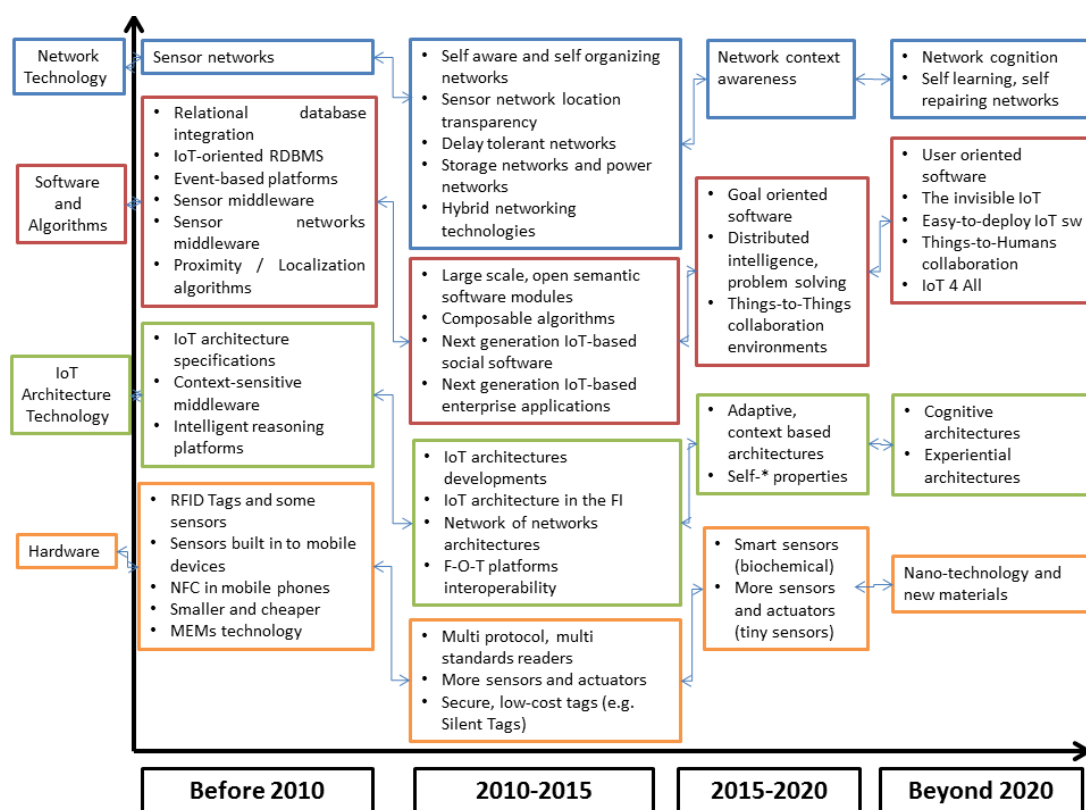 Network
Technology
Sensor networks
• Self aware and self organizing
networks
• Sensor network location
transparency
• Delay tolerant networks
• Storage networks and power
networks
• Hybrid networking
technologies
Network context
awareness
• Network cognition
• Self learning, self
repairing networks
Software
and
Algorithms
• Relational database
integration
• IoT-oriented RDBMS
• Event-based platforms
• Sensor middleware
• Sensor networks
middleware
• Proximity / Localization
algorithms
• Large scale, open semantic
software modules
• Composable algorithms
• Next generation IoT-based
social software
• Next generation IoT-based
enterprise applications
• Goal oriented
software
• Distributed
intelligence,
problem solving
• Things-to-Things
collaboration
environments
• User oriented
software
• The invisible IoT
• Easy-to-deploy IoT sw
• Things-to-Humans
collaboration
• IoT 4 All
IoT
Architecture
Technology
• IoT architecture
specifications
• Context-sensitive
middleware
• Intelligent reasoning
platforms
• IoT architectures
developments
• IoT architecture in the FI
• Network of networks
architectures
• F-O-T platforms
interoperability
• Adaptive,
context based
architectures
• Self-* properties
• Cognitive
architectures
• Experiential
architectures
Hardware
• RFID Tags and some
sensors
• Sensors built in to mobile
devices
• NFC in mobile phones
• Smaller and cheaper
• MEMs technology
• Multi protocol, multi
standards readers
• More sensors and actuators
• Secure, low-cost tags (e.g.
Silent Tags)
• Smart sensors
(biochemical)
• More sensors
and actuators
(tiny sensors)
Nano-technology and
new materials
Before 2010
2010-2015
2015-2020
Beyond 2020